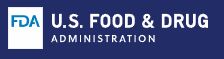 FDA U.S. FOOD & DRUG
ADMINISTRATION